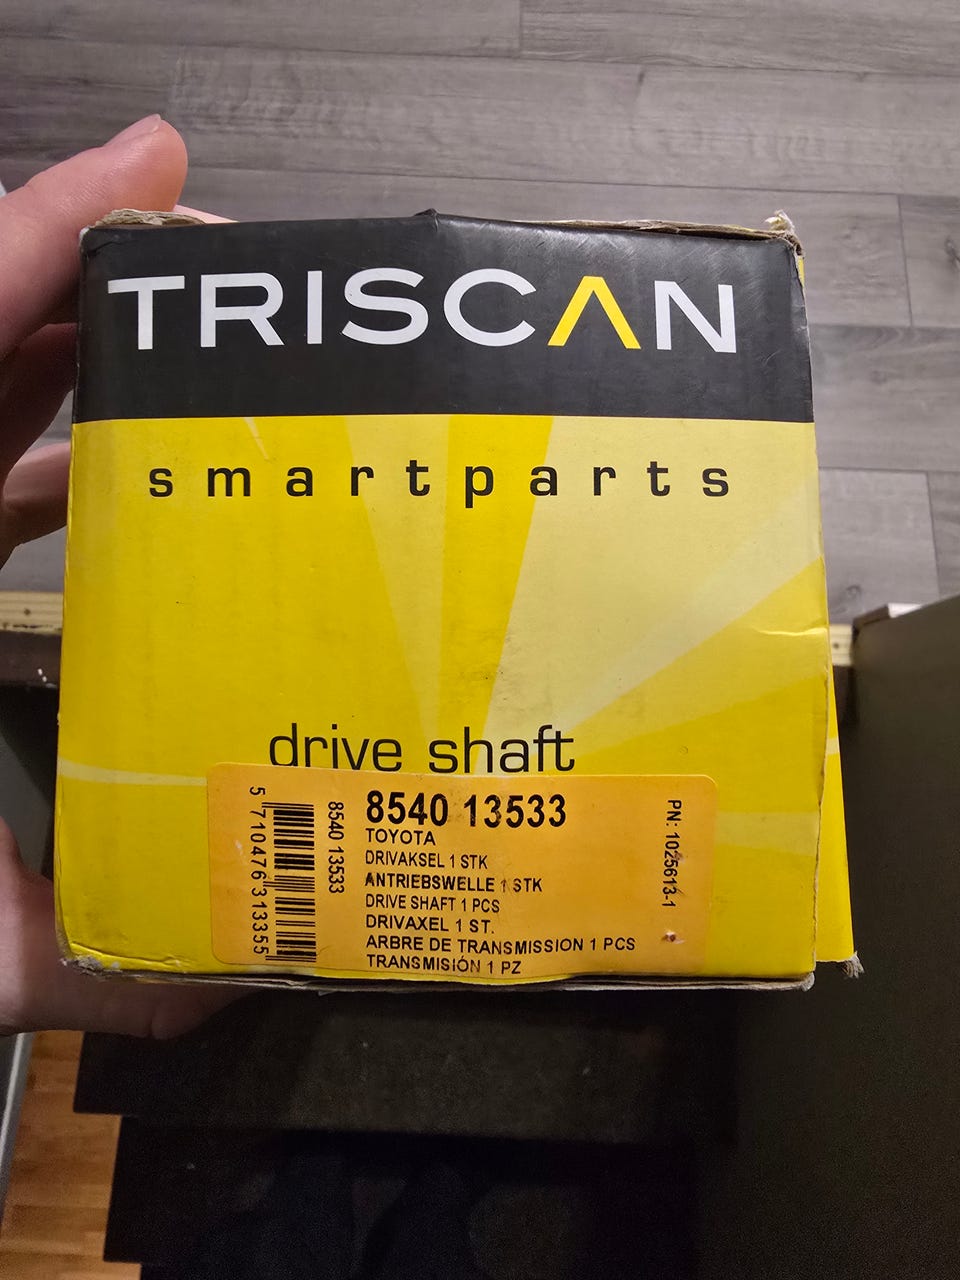 TRISCAN
smartparts
drive shaft
8540 13533
TOYOTA
DRIVAKSEL 1 STK
ANTRIEBSWELLE 1 STK
DRIVE SHAFT 1 PCS
DRIVAXEL 1 ST.
ARBRE DE TRANSMISSION 1 PCS
TRANSMISIÓN 1 PZ
5 710476 313355
8540 13533
PN: 1025613-1